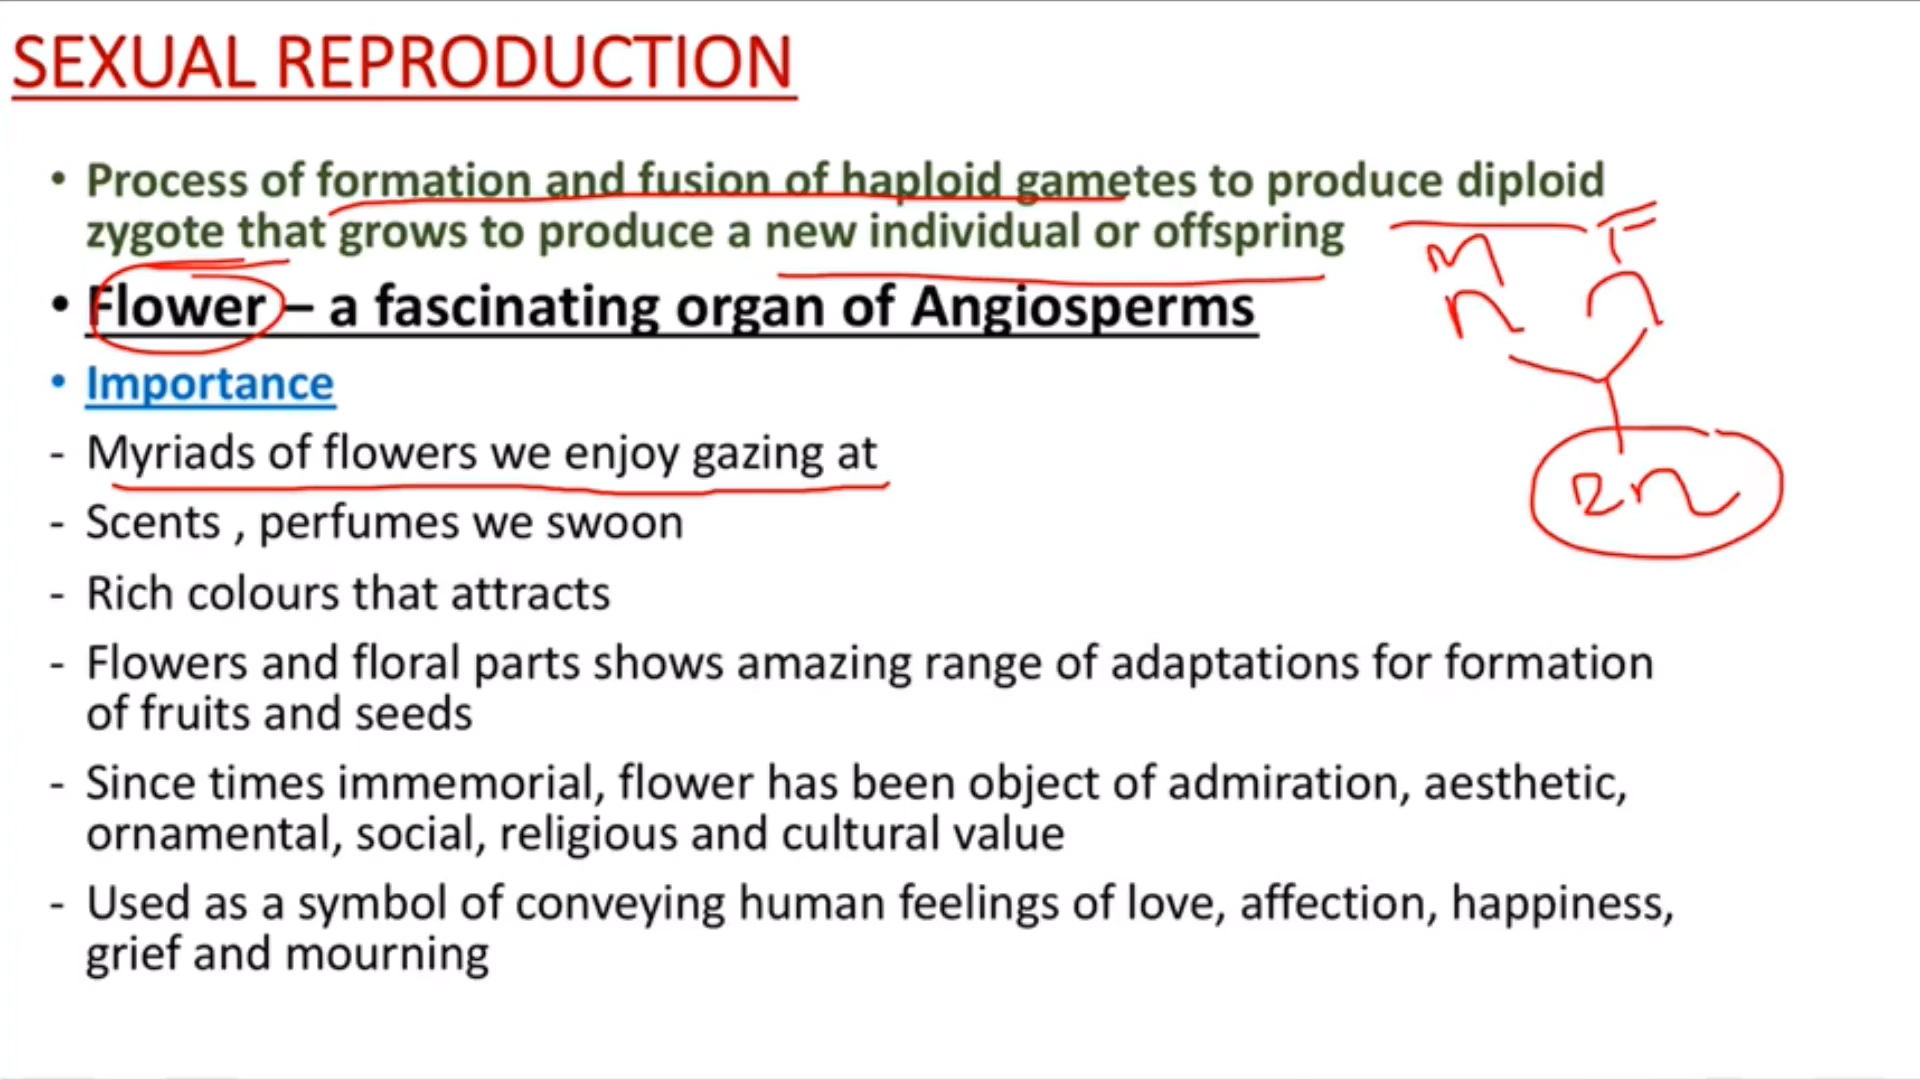 SEXUAL REPRODUCTION
• Process of formation and fusion of haploid gametes to produce diploid
zygote that grows to produce a new individual or offspring
• Flower – a fascinating organ of Angiosperms
• Importance
- Myriads of flowers we enjoy gazing at
- Scents , perfumes we swoon
- Rich colours that attracts
- Flowers and floral parts shows amazing range of adaptations for formation
of fruits and seeds
- Since times immemorial, flower has been object of admiration, aesthetic,
ornamental, social, religious and cultural value
- Used as a symbol of conveying human feelings of love, affection, happiness,
grief and mourning
M F
n n
2n